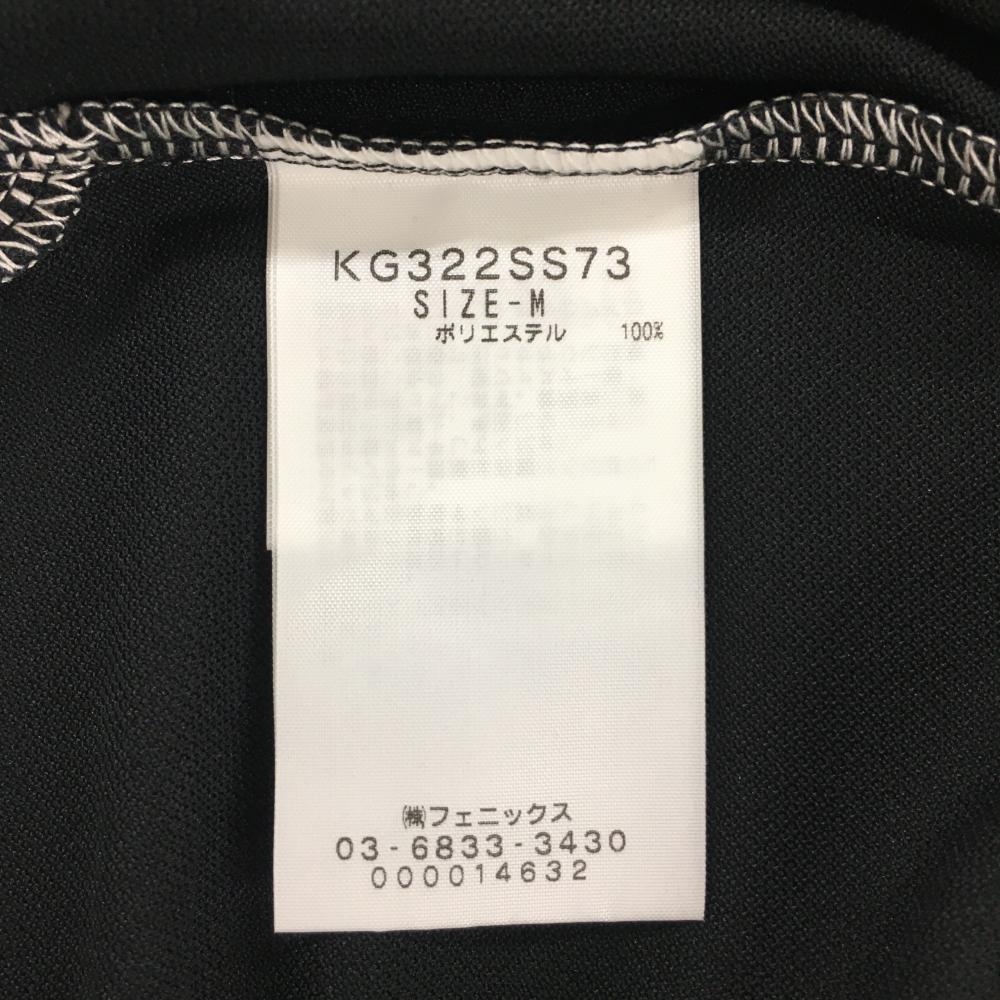 KG322SS73
SIZE-M
ポリエステル 100%
㈱フェニックス
03-6833-3430
000014632